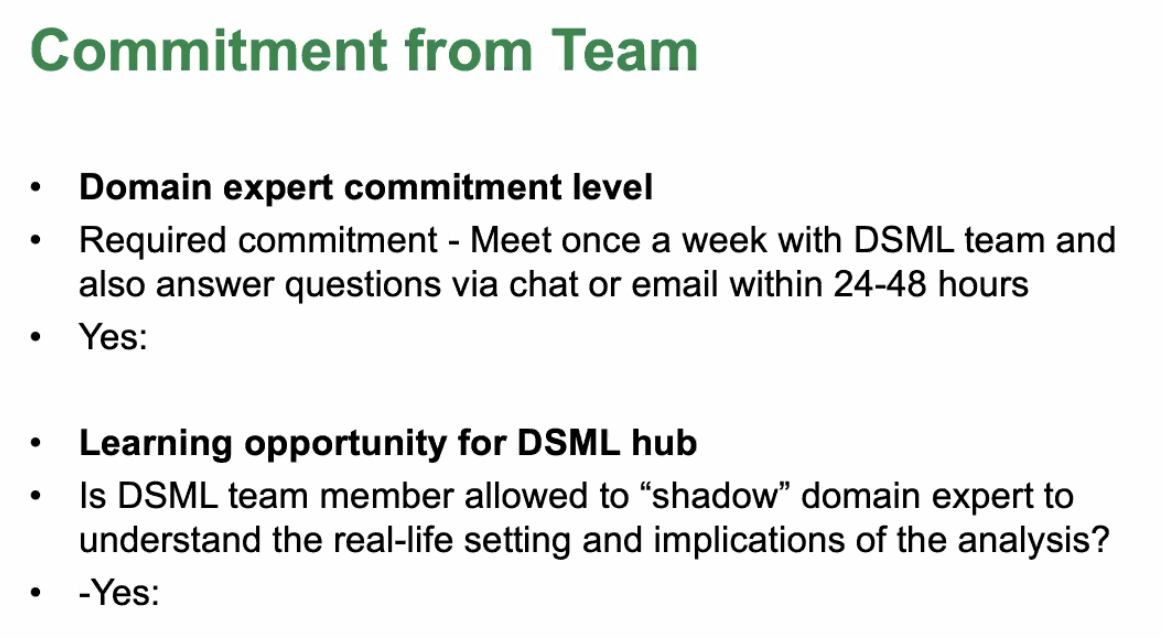 Commitment from Team
• Domain expert commitment level
• Required commitment - Meet once a week with DSML team and
also answer questions via chat or email within 24-48 hours
• Yes:
• Learning opportunity for DSML hub
• Is DSML team member allowed to “shadow” domain expert to
understand the real-life setting and implications of the analysis?
• -Yes: